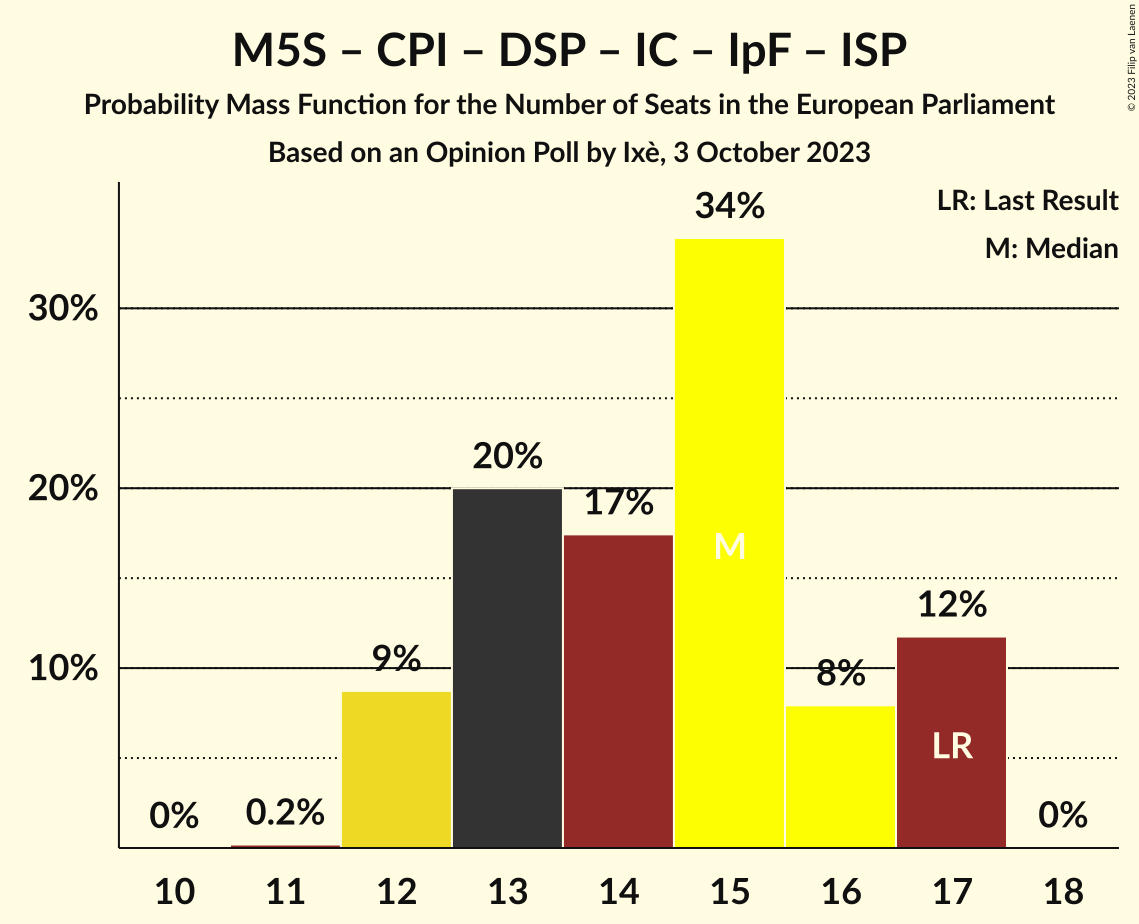 M5S – CPI – DSP – IC – IpF – ISP
Probability Mass Function for the Number of Seats in the European Parliament
Based on an Opinion Poll by Ixè, 3 October 2023
© 2023 Filip van Laenen
LR: Last Result
M: Median
34%
30%
20%
20%
17%
M
12%
10%
9%
8%
LR
0%
0.2%
0%
10 11 12 13 14 15 16 17 18